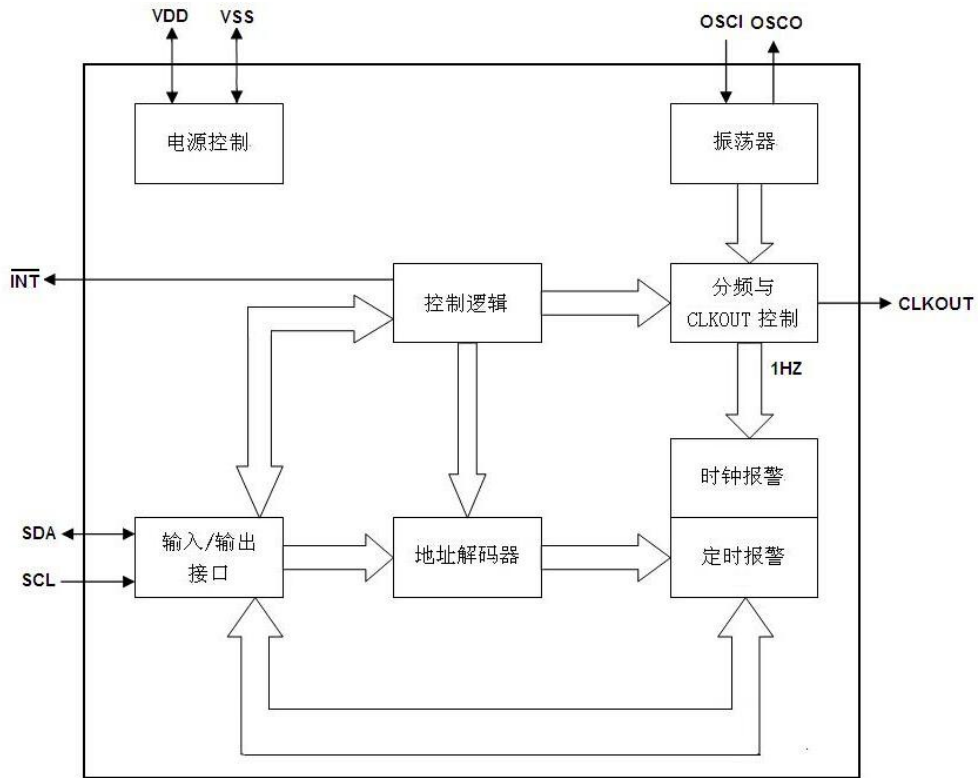 VDD VSS OSCI OSCO
电源控制 振荡器
INT 控制逻辑 分频与
CLKOUT 控制 CLKOUT
1HZ
时钟报警
SDA 输入/输出 地址解码器 定时报警
接口
SCL